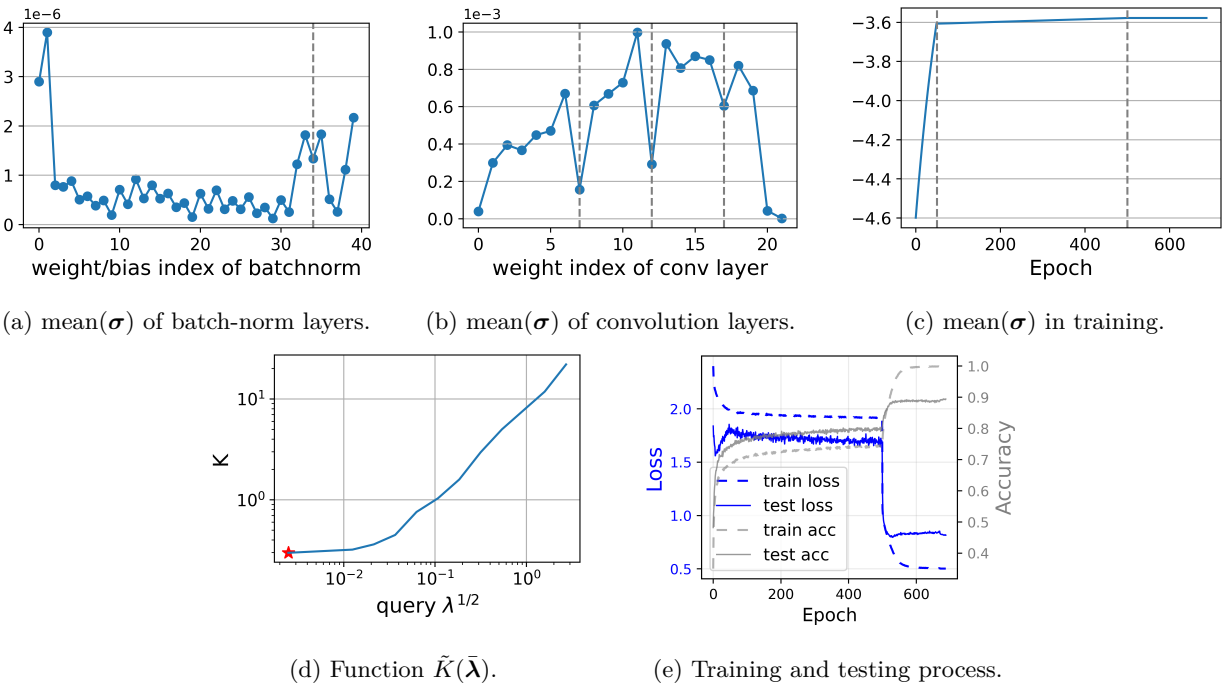 1e−6
4
3
2
1
0
0 10 20 30 40
weight/bias index of batchnorm
(a) mean(σ) of batch-norm layers.
1e−3
1.0
0.8
0.6
0.4
0.2
0.0
0 5 10 15 20
weight index of conv layer
(b) mean(σ) of convolution layers.
−3.6
−3.8
−4.0
−4.2
−4.4
−4.6
0 200 400 600
Epoch
(c) mean(σ) in training.
K
10¹
10⁰
10⁻² 10⁻¹ 10⁰
query λ^{1/2}
(d) Function K̃(λ̄).
Loss
2.0
1.5
1.0
0.5
train loss
test loss
train acc
test acc
1.0
0.9
0.8
0.7
0.6
0.5
0.4
Accuracy
0 200 400 600
Epoch
(e) Training and testing process.